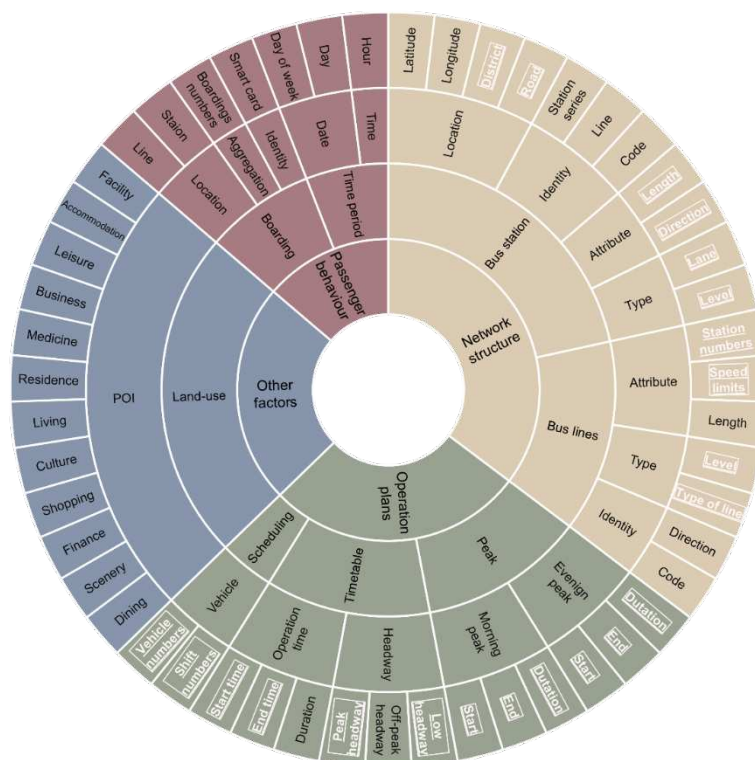 Hour
Day
Day of week
Smart card
Boardings
numbers
Staion
Line
Time
Date
Identity
Aggregation
Location
Time period
Boarding
Passenger
behaviour
Latitude
Longitude
District
Road
Station
series
Line
Code
Length
Direction
Lane
Level
Station
numbers
Speed
limits
Length
Level
Type of line
Direction
Code
Location
Identity
Attribute
Type
Attribute
Type
Identity
Bus station
Bus lines
Network
structure
Dutation
End
Start
Dutation
End
Start
Low
headway
Off-peak
headway
Peak
headway
Duration
End time
Start time
Shift
numbers
Vehicle
numbers
Evenign
peak
Morning
peak
Headway
Operation
time
Vehicle
Peak
Timetable
Scheduling
Operation
plans
Facility
Accommodation
Leisure
Business
Medicine
Residence
Living
Culture
Shopping
Finance
Scenery
Dining
POI
Land-use
Other
factors